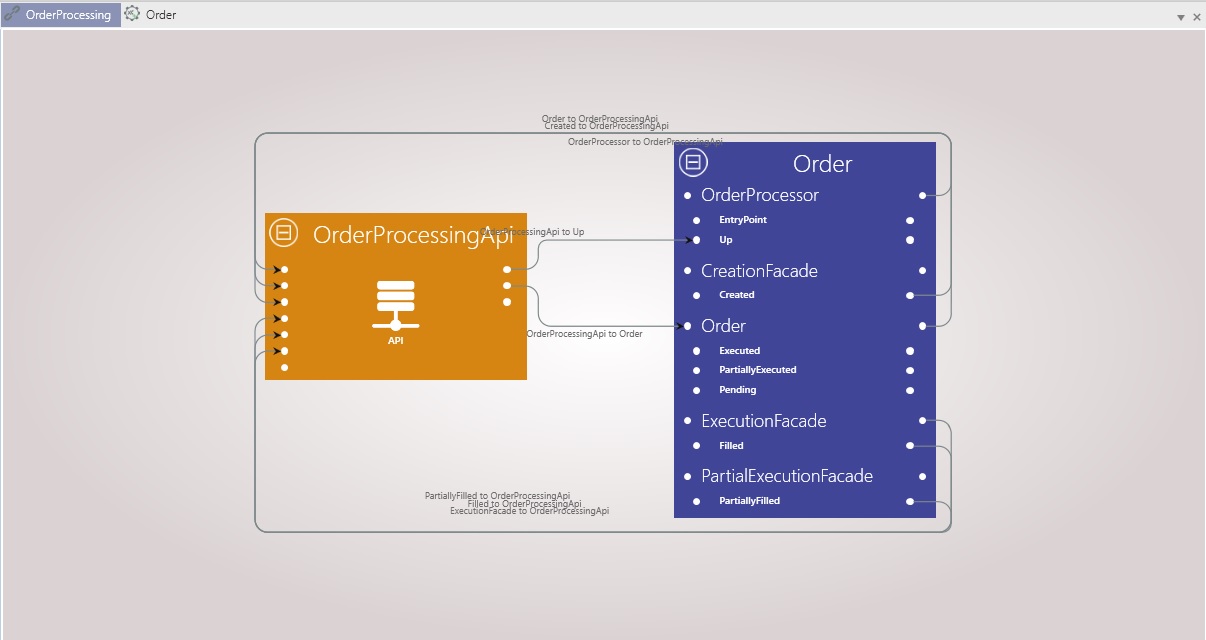 OrderProcessing
Order
Order to OrderProcessingApi
Created to OrderProcessingApi
OrderProcessor to OrderProcessingApi
Order
OrderProcessor
EntryPoint
Up
CreationFacade
Created
Order
Executed
PartiallyExecuted
Pending
ExecutionFacade
Filled
PartialExecutionFacade
PartiallyFilled
OrderProcessingApi
API
OrderProcessingApi to Up
OrderProcessingApi to Order
PartiallyFilled to OrderProcessingApi
Filled to OrderProcessingApi
ExecutionFacade to OrderProcessingApi